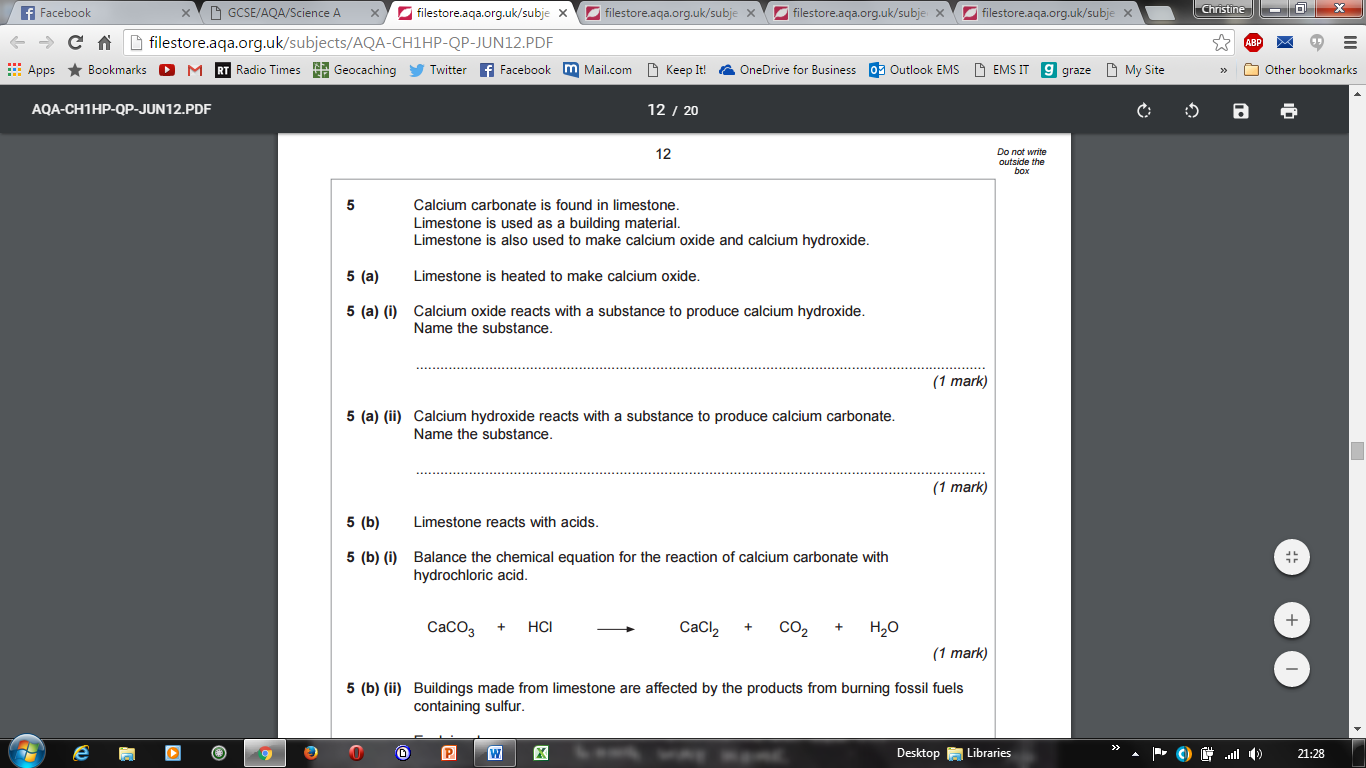 Facebook
GCSE/AQA/Science A
filestore.aqa.org.uk/subje
filestore.aqa.org.uk/subje
filestore.aqa.org.uk/subje
filestore.aqa.org.uk/subje
Christine
filestore.aqa.org.uk/subjects/AQA-CH1HP-QP-JUN12.PDF
ABP
Apps Bookmarks RT Radio Times Geocaching Twitter Facebook Mail.com Keep It! OneDrive for Business Outlook EMS EMS IT graze My Site » Other bookmarks
AQA-CH1HP-QP-JUN12.PDF 12 / 20
12
Do not write
outside the
box
5 Calcium carbonate is found in limestone.
Limestone is used as a building material.
Limestone is also used to make calcium oxide and calcium hydroxide.
5 (a) Limestone is heated to make calcium oxide.
5 (a) (i) Calcium oxide reacts with a substance to produce calcium hydroxide.
Name the substance.
(1 mark)
5 (a) (ii) Calcium hydroxide reacts with a substance to produce calcium carbonate.
Name the substance.
(1 mark)
5 (b) Limestone reacts with acids.
5 (b) (i) Balance the chemical equation for the reaction of calcium carbonate with
hydrochloric acid.
CaCO₃ + HCl → CaCl₂ + CO₂ + H₂O
(1 mark)
5 (b) (ii) Buildings made from limestone are affected by the products from burning fossil fuels
containing sulfur.
Desktop Libraries » 21:28